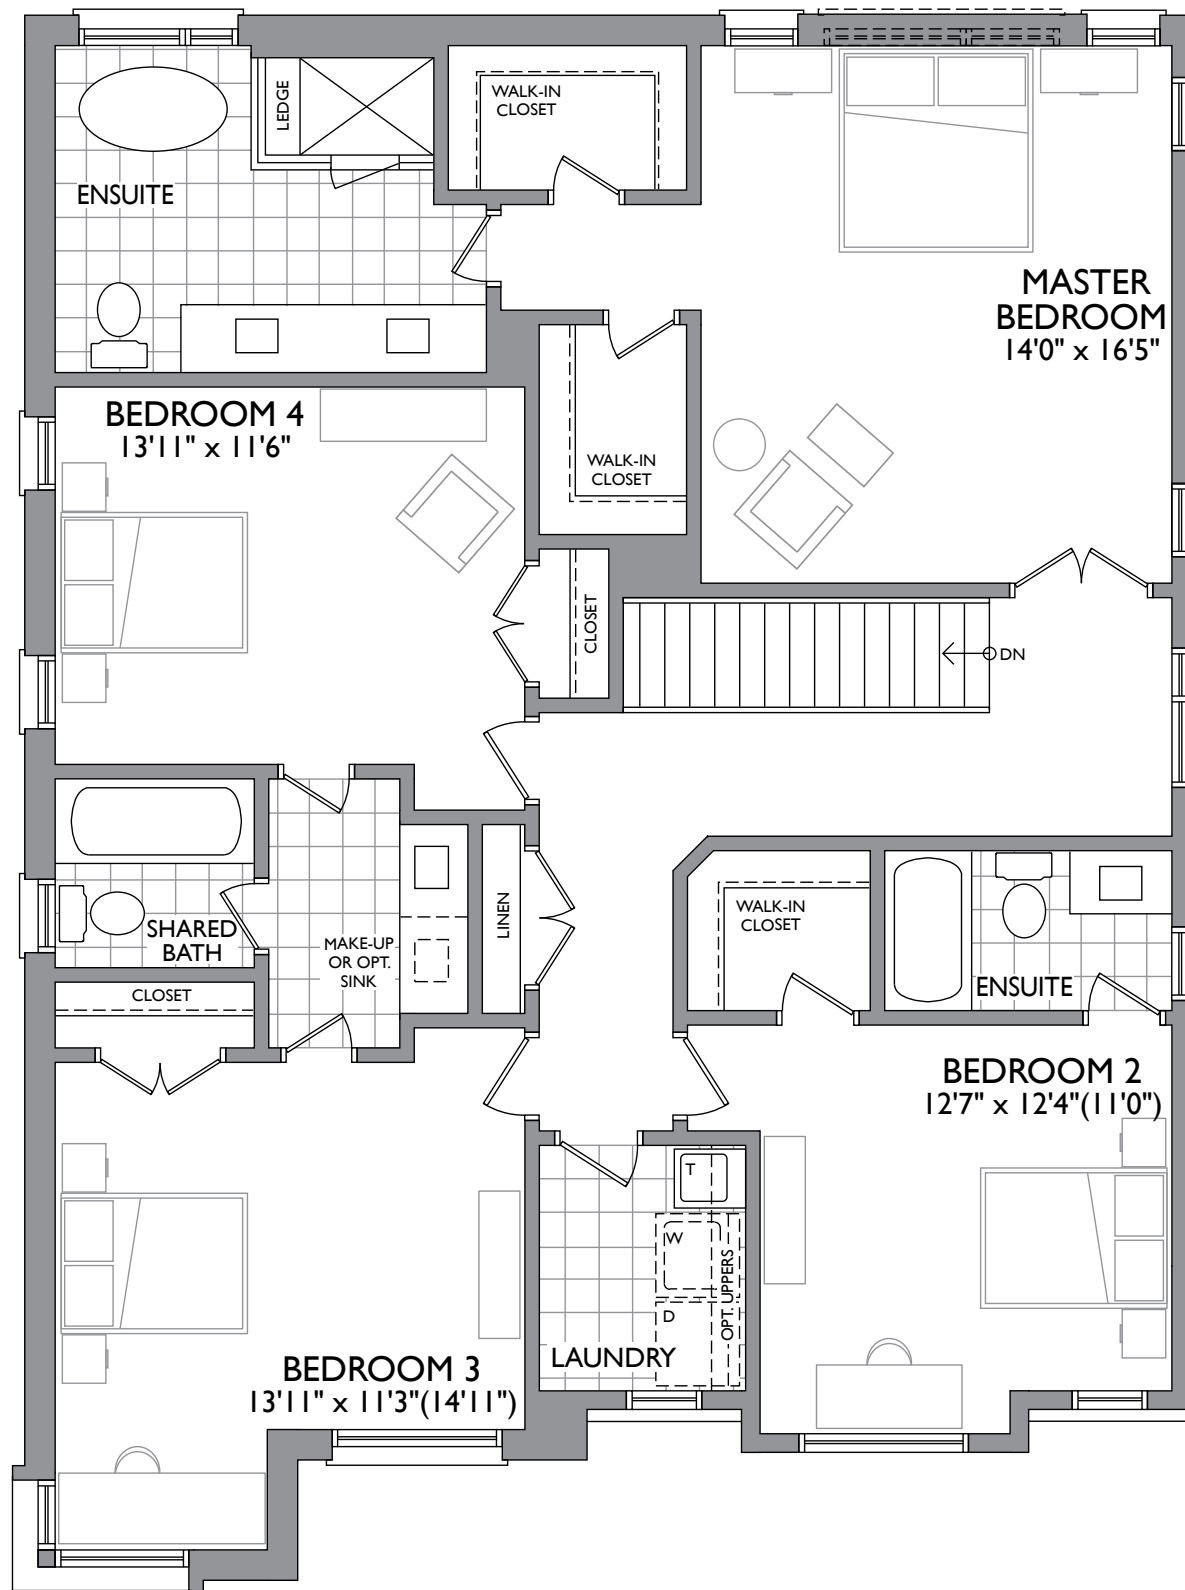 LEDGE
WALK-IN
CLOSET
ENSUITE
MASTER
BEDROOM
14'0" x 16'5"
BEDROOM 4
13'11" x 11'6"
WALK-IN
CLOSET
CLOSET
DN
LINEN
WALK-IN
CLOSET
SHARED
BATH
MAKE-UP
OR OPT.
SINK
ENSUITE
CLOSET
BEDROOM 2
12'7" x 12'4"(11'0")
T
W
D
OPT. UPPERS
LAUNDRY
BEDROOM 3
13'11" x 11'3"(14'11")